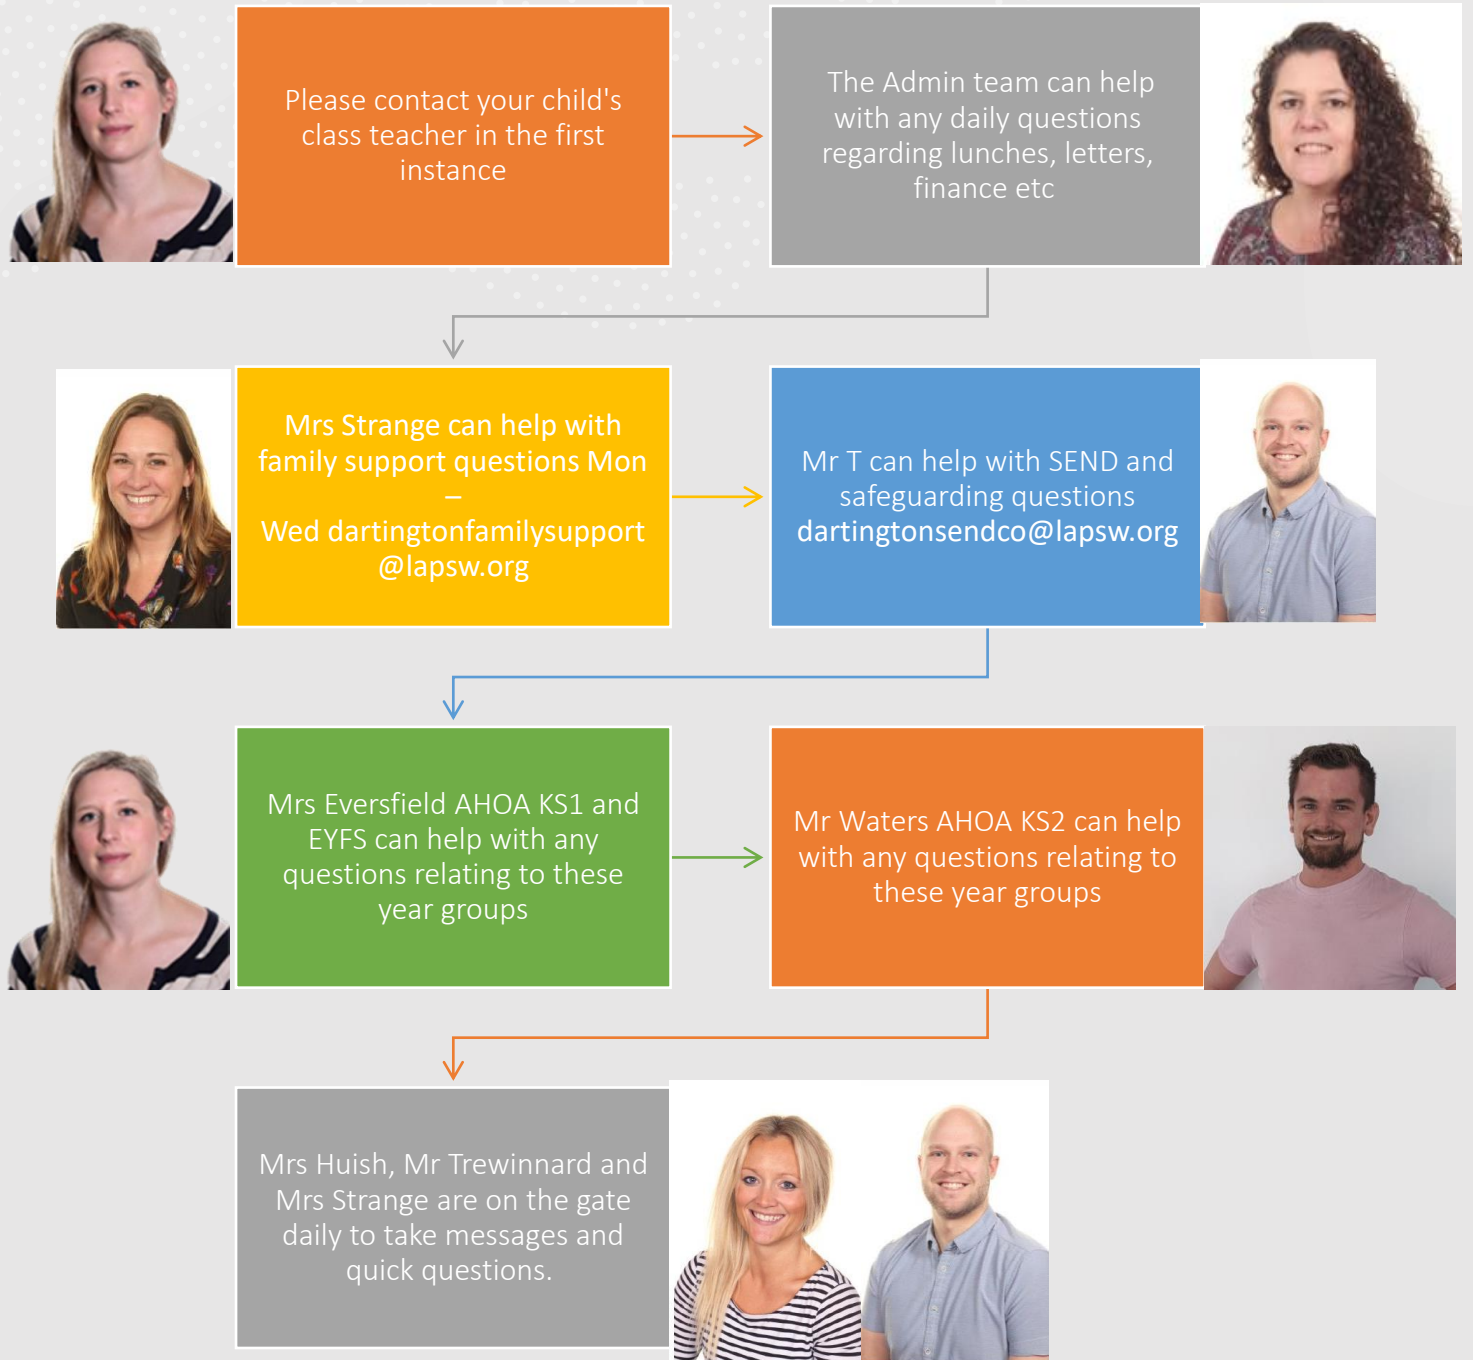 Please contact your child's
class teacher in the first
instance
The Admin team can help
with any daily questions
regarding lunches, letters,
finance etc
Mrs Strange can help with
family support questions Mon
–
Wed dartingtonfamilysupport
@lapsw.org
Mr T can help with SEND and
safeguarding questions
dartingtonsendco@lapsw.org
Mrs Eversfield AHOA KS1 and
EYFS can help with any
questions relating to these
year groups
Mr Waters AHOA KS2 can help
with any questions relating to
these year groups
Mrs Huish, Mr Trewinnard and
Mrs Strange are on the gate
daily to take messages and
quick questions.